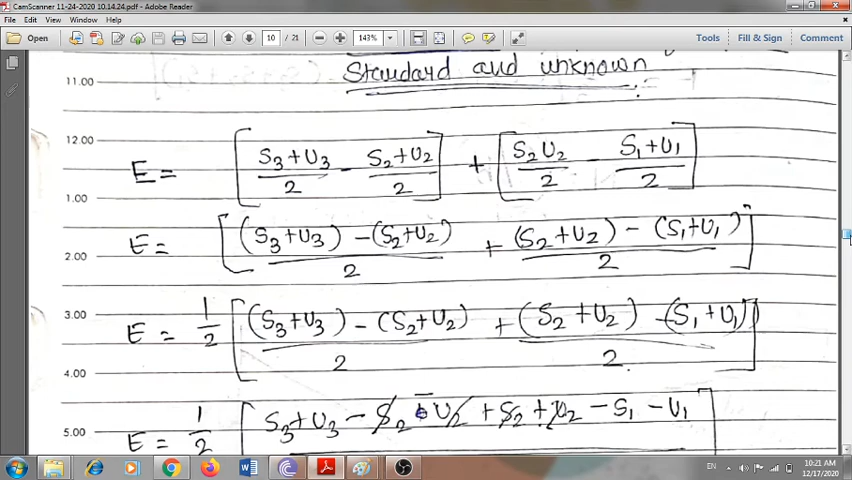 CamScanner 11-24-2020 10.14.24.pdf - Adobe Reader
File Edit View Window Help
Open 10 / 21 143% Tools Fill & Sign Comment
Standard and unknown
11.00
12.00
E = [ S3+U3/2 - S2+U2/2 ] + [ S2 U2/2 - S1+U1/2 ]
1.00
E = [ (S3+U3) -(S2+U2)/2 + (S2+U2) - (S1+U1)/2 ]
2.00
3.00
E = 1/2 [ (S3+U3) -(S2+U2)/2 + (S2+U2) -(S1+U1)/2 ]
4.00
E = 1/2 [ S3+U3 - S2 - U2 + S2 + U2 - S1 - U1 ]
5.00
EN 10:21 AM
12/17/2020